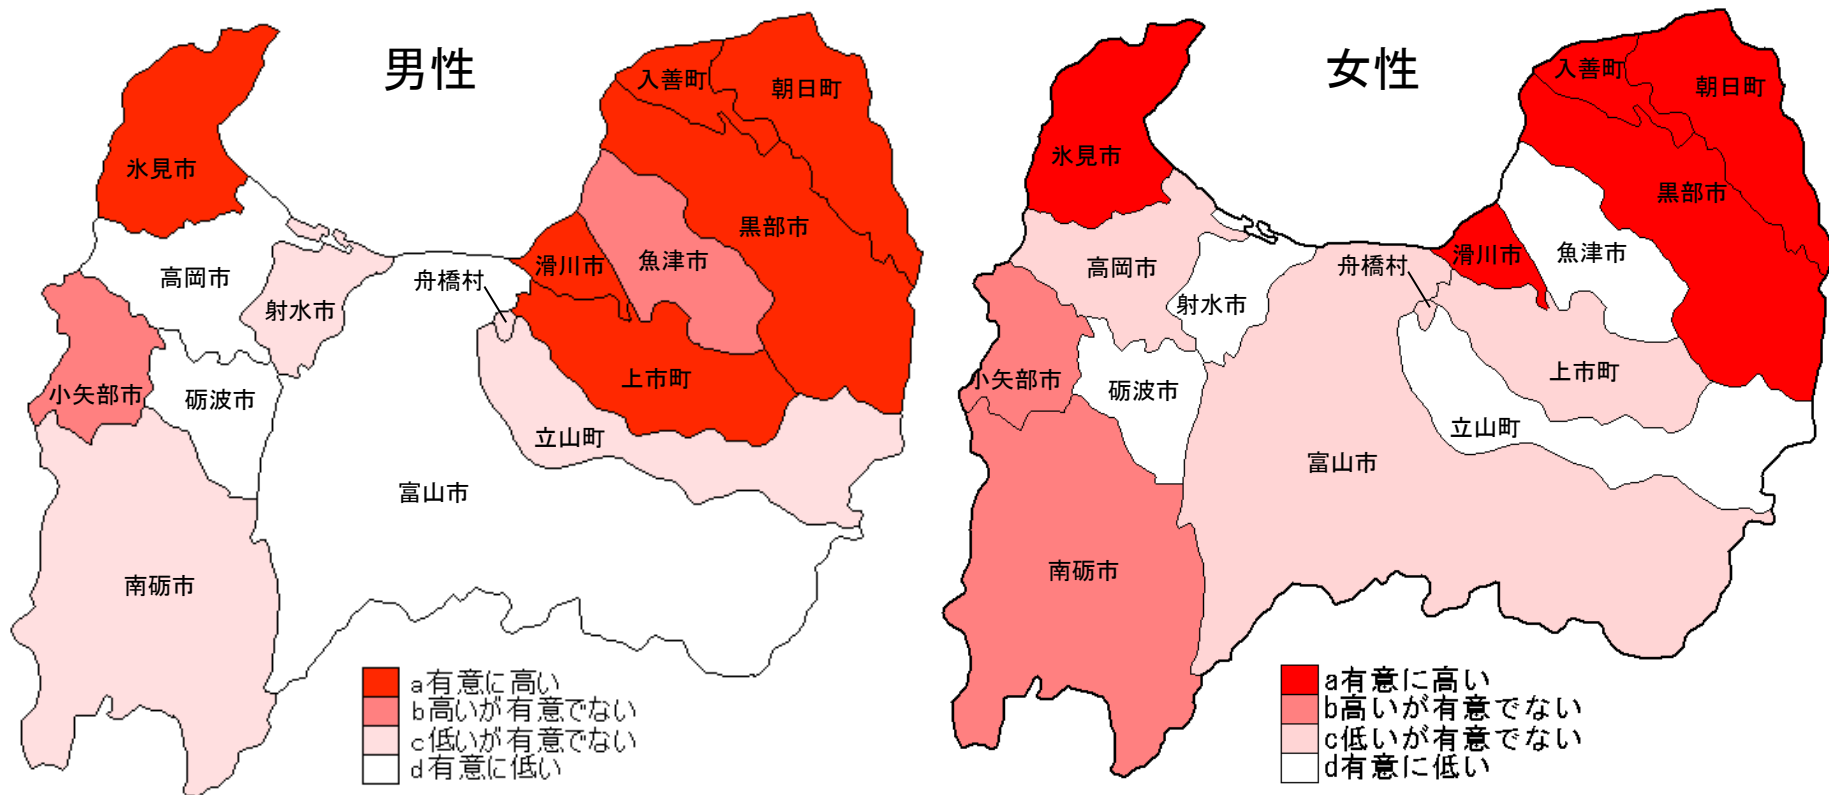 男性
入善町
朝日町
氷見市
黒部市
魚津市
滑川市
高岡市
舟橋村
射水市
上市町
小矢部市
砺波市
立山町
富山市
南砺市
a有意に高い
b高いが有意でない
c低いが有意でない
d有意に低い
女性
入善町
朝日町
氷見市
黒部市
滑川市
魚津市
高岡市
舟橋村
射水市
上市町
小矢部市
砺波市
立山町
富山市
南砺市
a有意に高い
b高いが有意でない
c低いが有意でない
d有意に低い